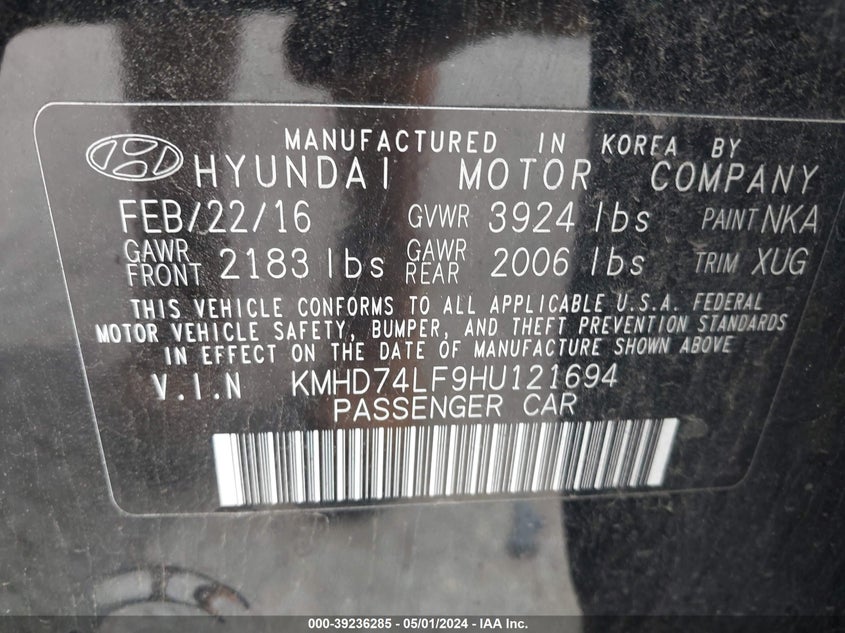 MANUFACTURED IN KOREA BY
HYUNDAI MOTOR COMPANY
FEB/22/16 GVWR 3924 lbs PAINT NKA
GAWR FRONT 2183 lbs GAWR REAR 2006 lbs TRIM XUG
THIS VEHICLE CONFORMS TO ALL APPLICABLE U.S.A. FEDERAL
MOTOR VEHICLE SAFETY, BUMPER, AND THEFT PREVENTION STANDARDS
IN EFFECT ON THE DATE OF MANUFACTURE SHOWN ABOVE
V.I.N KMHD74LF9HU121694
PASSENGER CAR
000-39236285 - 05/01/2024 - IAA Inc.